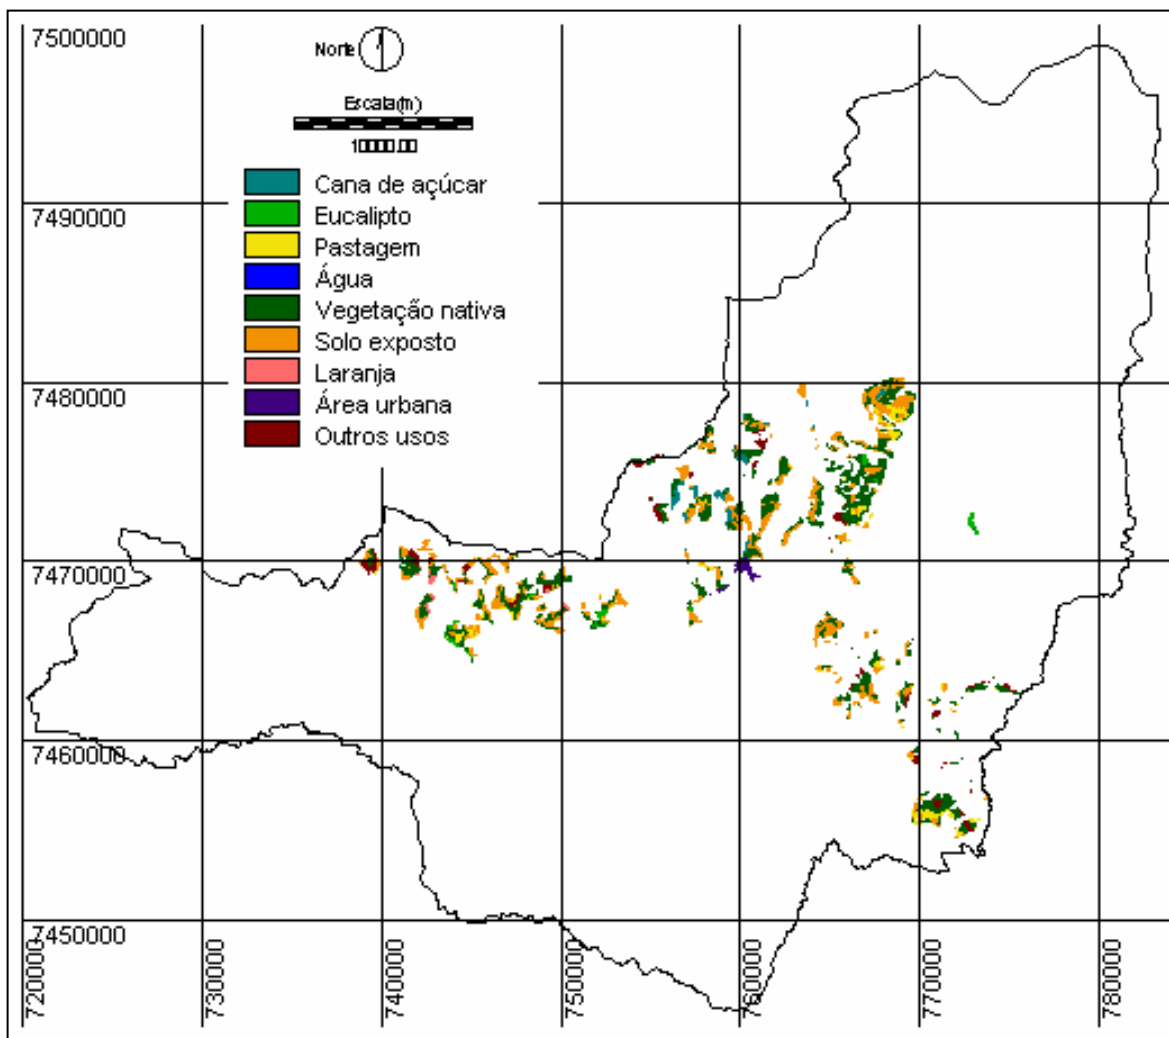 7500000
Norte
Escala(m)
10000.00
Cana de açúcar
7490000
Eucalipto
Pastagem
Água
Vegetação nativa
Solo exposto
Laranja
7480000
Área urbana
Outros usos
7470000
7460000
7450000
720000
730000
740000
750000
760000
770000
780000